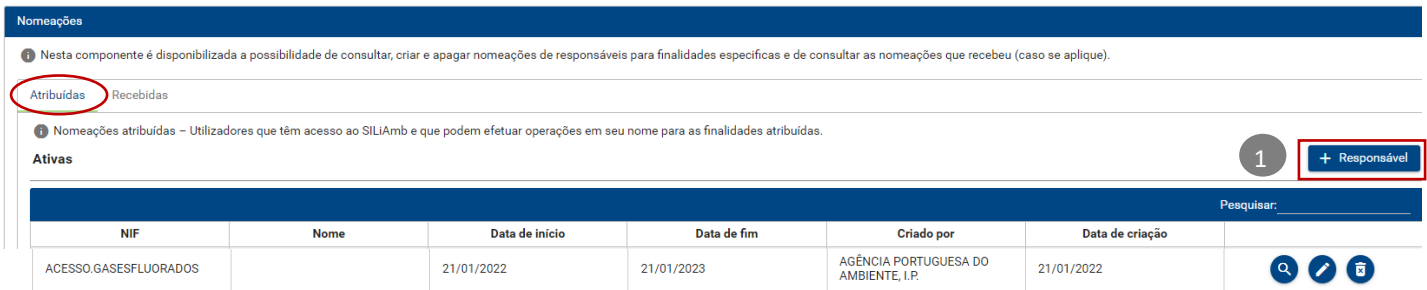 Nomeações
Nesta componente é disponibilizada a possibilidade de consultar, criar e apagar nomeações de responsáveis para finalidades especificas e de consultar as nomeações que recebeu (caso se aplique).
Atribuídas Recebidas
Nomeações atribuídas – Utilizadores que têm acesso ao SILiAmb e que podem efetuar operações em seu nome para as finalidades atribuídas.
Ativas 1 + Responsável
Pesquisar:
NIF Nome Data de início Data de fim Criado por Data de criação
ACESSO.GASESFLUORADOS 21/01/2022 21/01/2023 AGÊNCIA PORTUGUESA DO 21/01/2022
AMBIENTE, I.P.